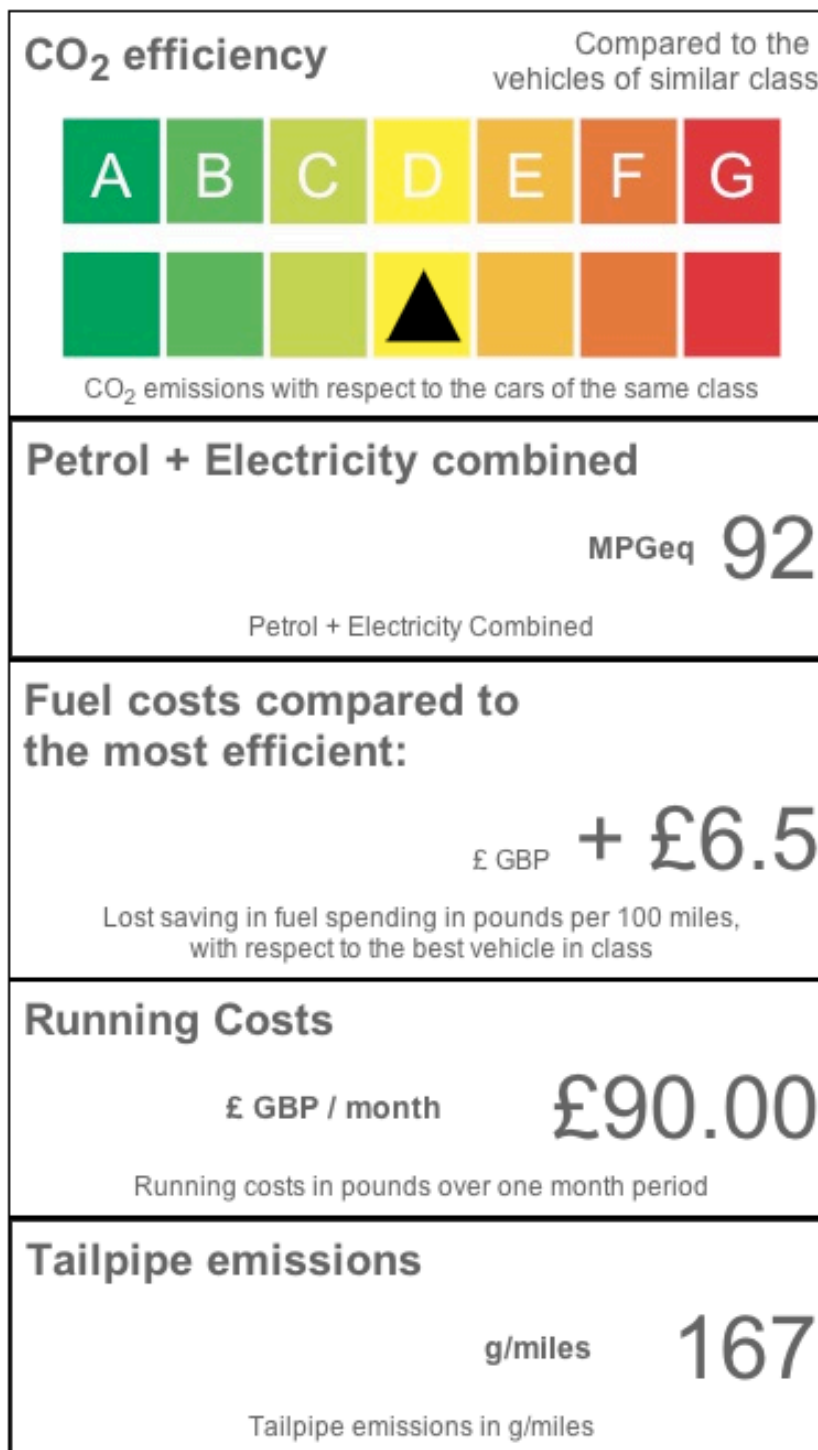 CO2 efficiency
Compared to the
vehicles of similar class
A B C D E F G
CO2 emissions with respect to the cars of the same class
Petrol + Electricity combined
MPGeq 92
Petrol + Electricity Combined
Fuel costs compared to
the most efficient:
£ GBP + £6.5
Lost saving in fuel spending in pounds per 100 miles,
with respect to the best vehicle in class
Running Costs
£ GBP / month £90.00
Running costs in pounds over one month period
Tailpipe emissions
g/miles 167
Tailpipe emissions in g/miles